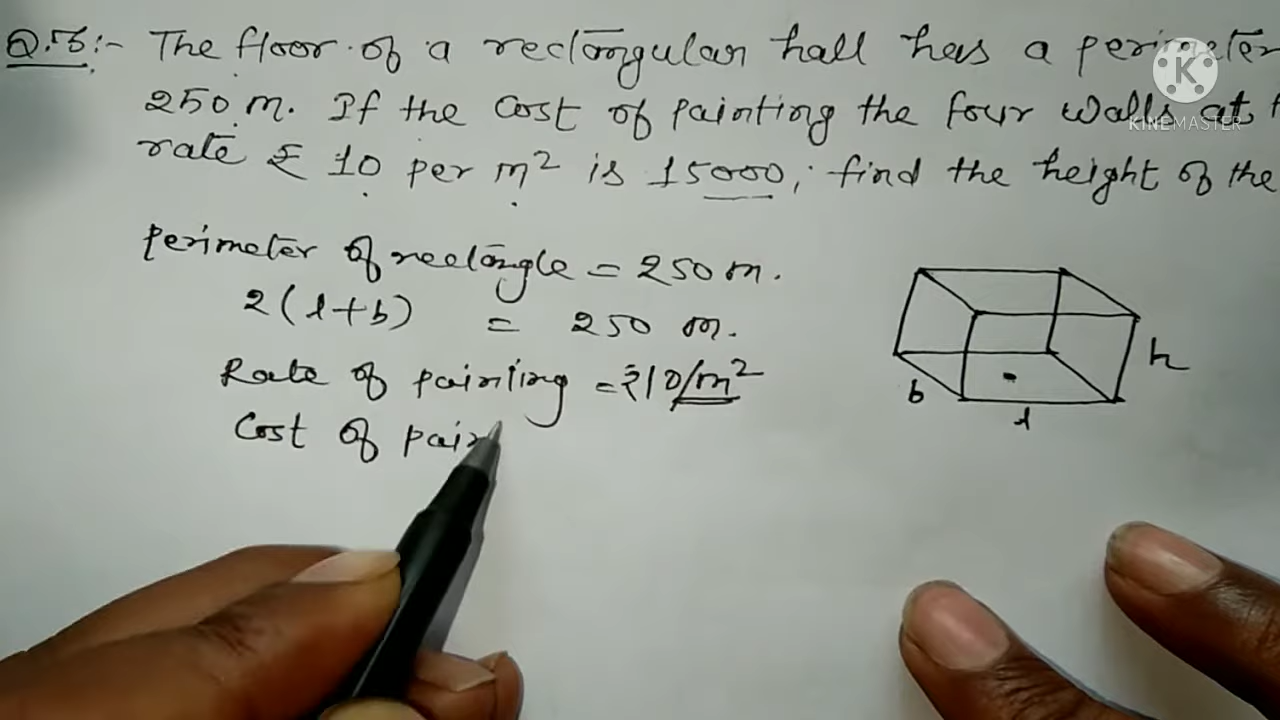 Q.5:- The floor of a rectangular hall has a perimeter
250 m. If the cost of painting the four walls at
rate ₹ 10 per m² is 15000, find the height of the
perimeter of rectangle = 250 m.
2(l+b) = 250 m.
Rate of painting = ₹10/m²
Cost of pain
h
b
l
K
KINEMASTER